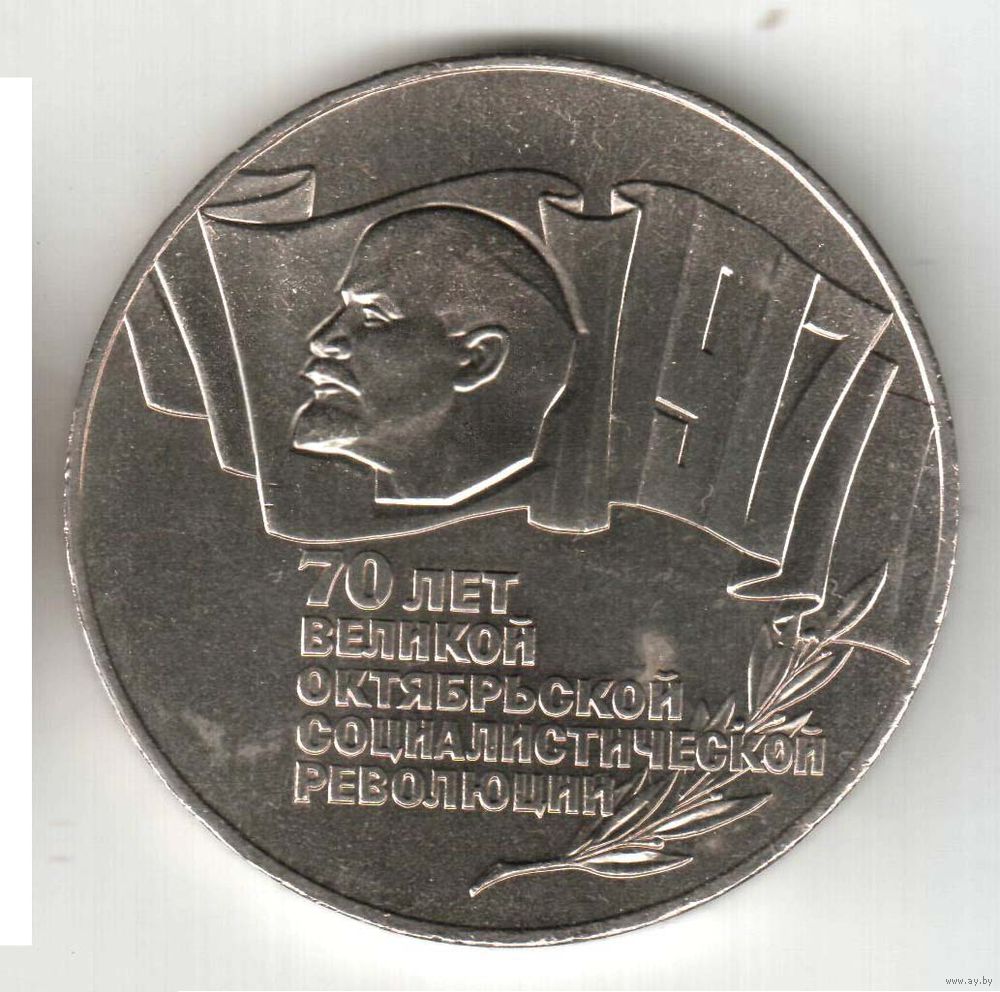 1917
70 ЛЕТ
ВЕЛИКОЙ
ОКТЯБРЬСКОЙ
СОЦИАЛИСТИЧЕСКОЙ
РЕВОЛЮЦИИ
www.ay.by